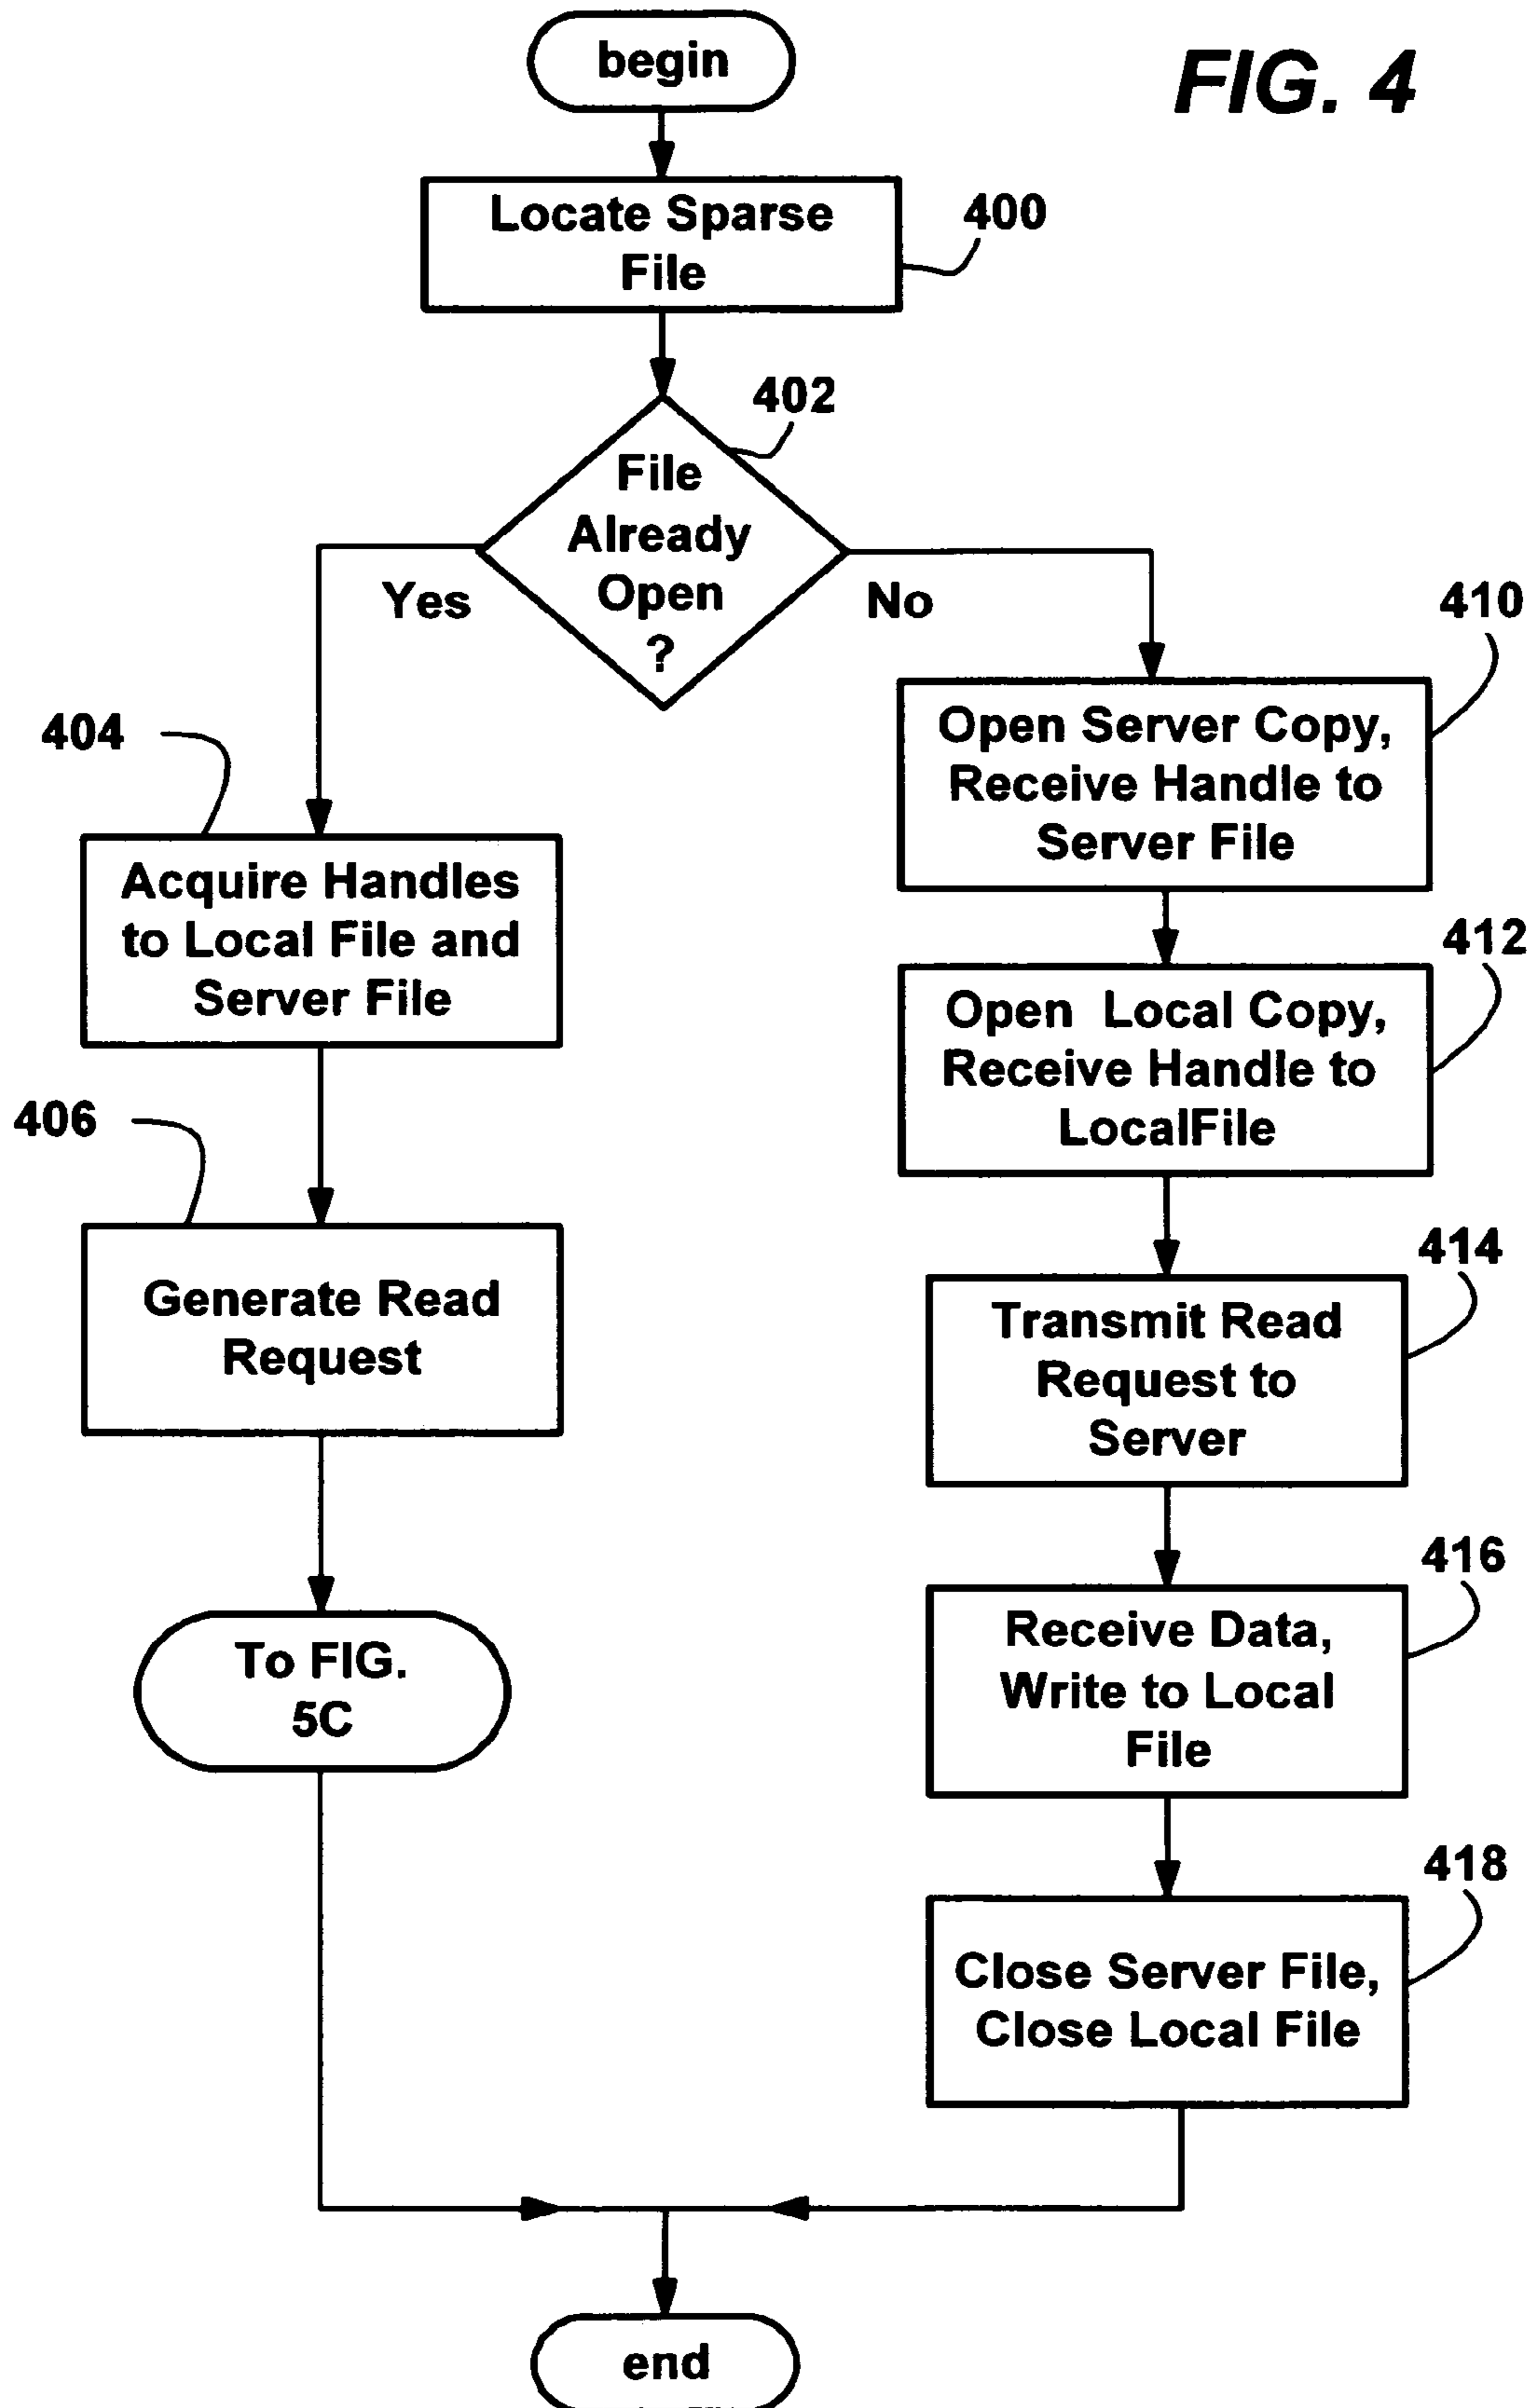 begin
FIG. 4
Locate Sparse
File
400
402
File
Already
Open
?
Yes
No
404
Acquire Handles
to Local File and
Server File
406
Generate Read
Request
To FIG.
5C
410
Open Server Copy,
Receive Handle to
Server File
412
Open Local Copy,
Receive Handle to
LocalFile
414
Transmit Read
Request to
Server
416
Receive Data,
Write to Local
File
418
Close Server File,
Close Local File
end